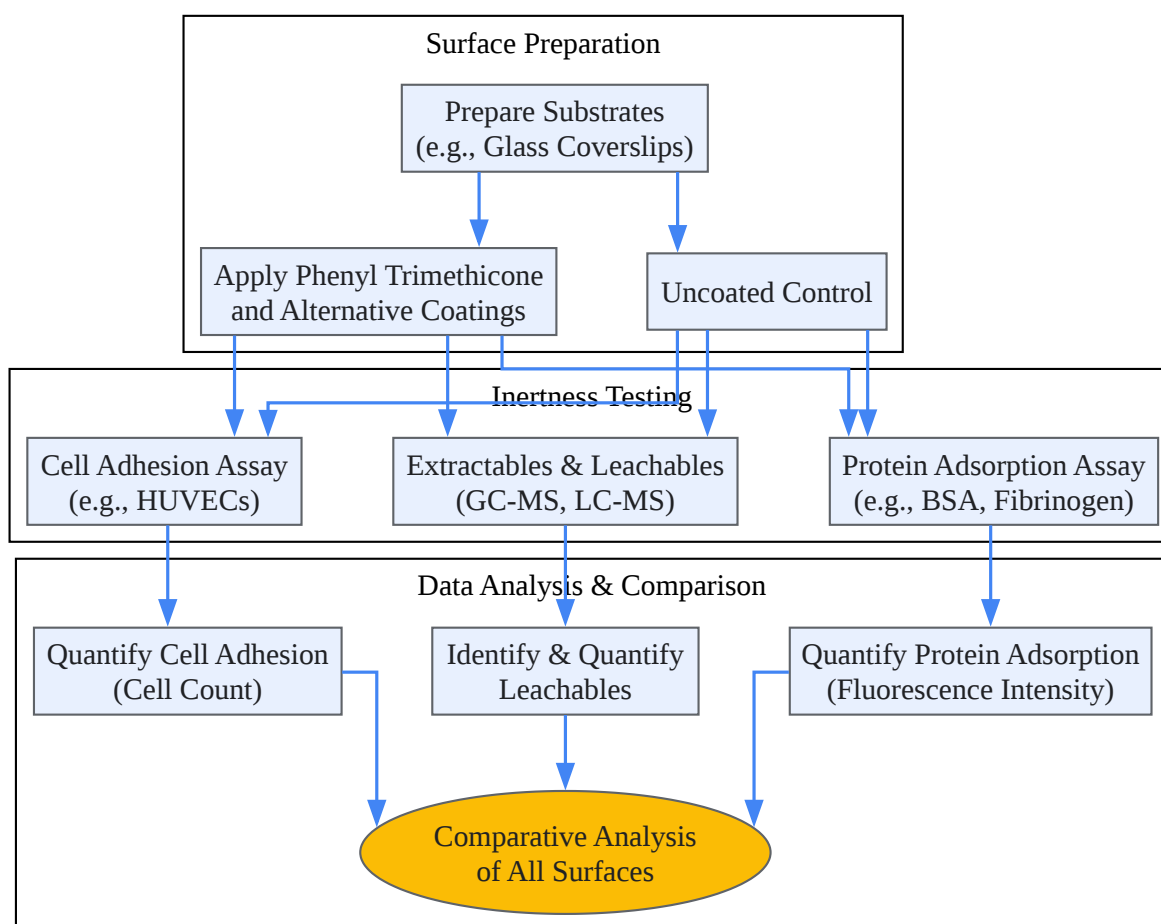 Surface Preparation
Prepare Substrates
(e.g., Glass Coverslips)
Apply Phenyl Trimethicone
and Alternative Coatings
Uncoated Control
Inertness Testing
Cell Adhesion Assay
(e.g., HUVECs)
Extractables & Leachables
(GC-MS, LC-MS)
Protein Adsorption Assay
(e.g., BSA, Fibrinogen)
Data Analysis & Comparison
Quantify Cell Adhesion
(Cell Count)
Identify & Quantify
Leachables
Quantify Protein Adsorption
(Fluorescence Intensity)
Comparative Analysis
of All Surfaces